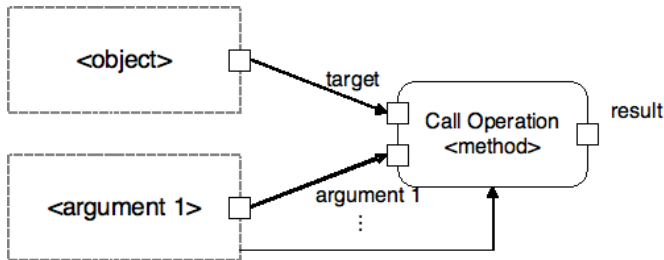 <object>
target
Call Operation
<method>
result
<argument 1>
argument 1
...